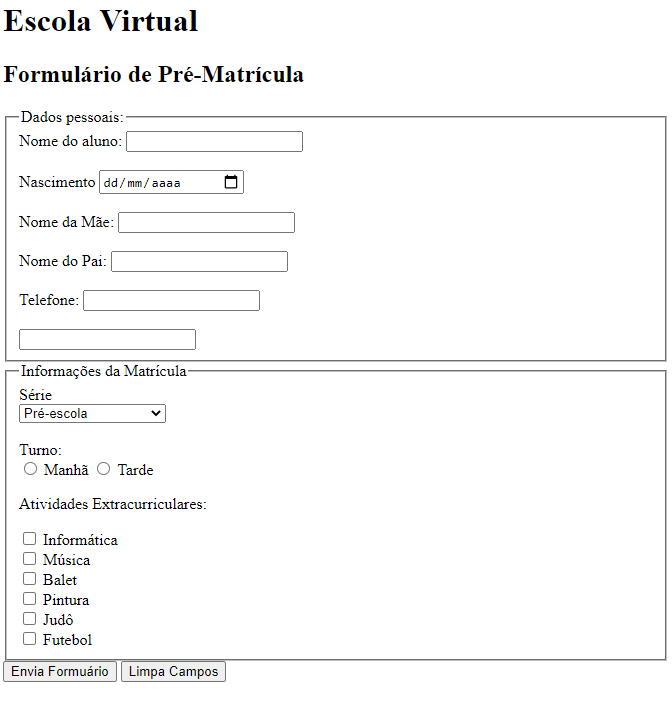 Escola Virtual
Formulário de Pré-Matrícula
Dados pessoais:
Nome do aluno:
Nascimento dd/mm/aaaa
Nome da Mãe:
Nome do Pai:
Telefone:
Informações da Matrícula
Série
Pré-escola
Turno:
Manhã Tarde
Atividades Extracurriculares:
Informática
Música
Balet
Pintura
Judô
Futebol
Envia Formuário Limpa Campos